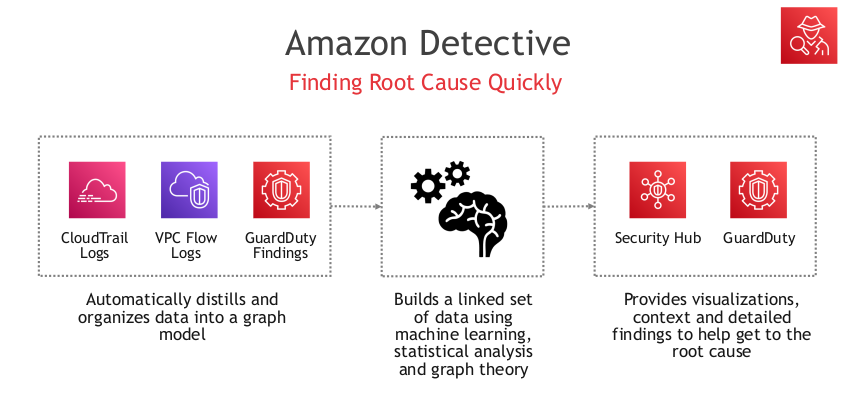 Amazon Detective
Finding Root Cause Quickly
CloudTrail
Logs
VPC Flow
Logs
GuardDuty
Findings
Security Hub
GuardDuty
Automatically distills and
organizes data into a graph
model
Builds a linked set
of data using
machine learning,
statistical analysis
and graph theory
Provides visualizations,
context and detailed
findings to help get to the
root cause